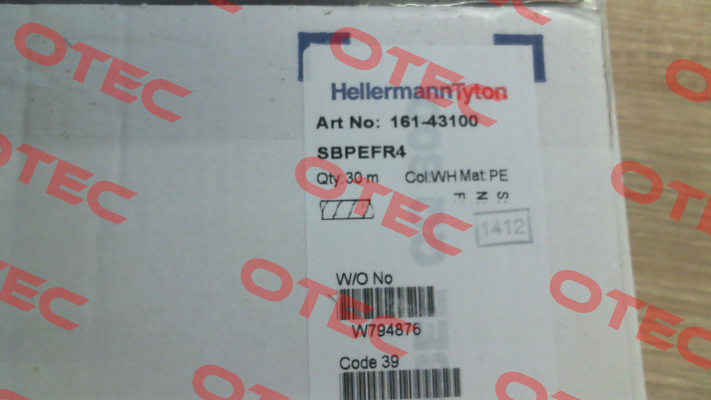 HellermannTyton
Art No: 161-43100
SBPEFR4
Qty: 30 m Col:WH Mat:PE
S:
N:
F:
1412
W/O No
W794876
Code 39
OTEC
OTEC
OTEC
OTEC
OTEC
OTEC
OTEC
OTEC
OTEC